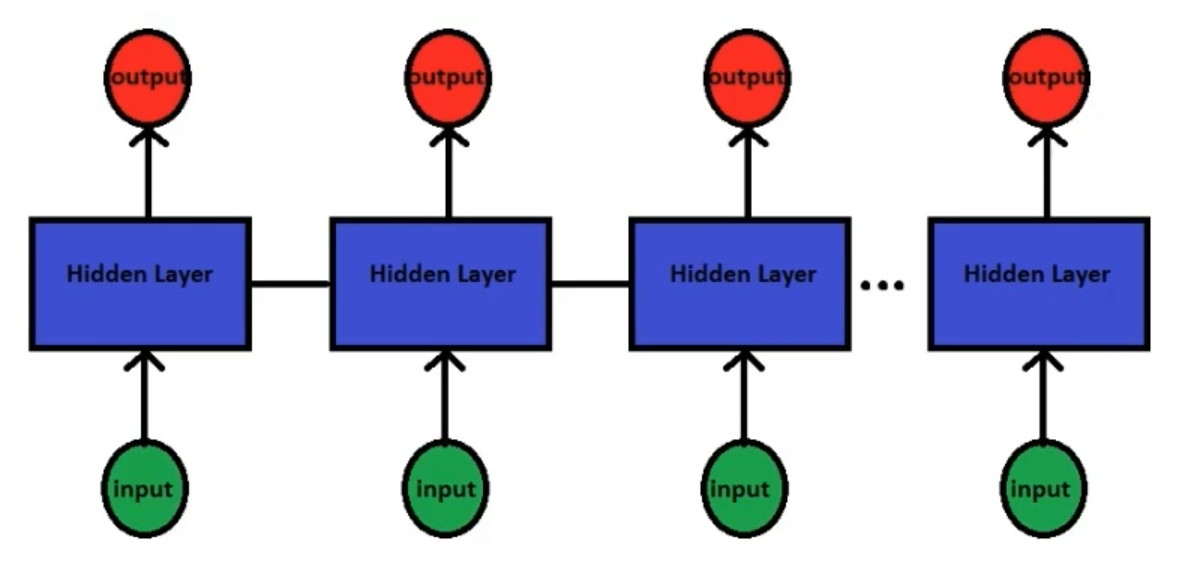 output output output output
Hidden Layer Hidden Layer Hidden Layer ... Hidden Layer
input input input input